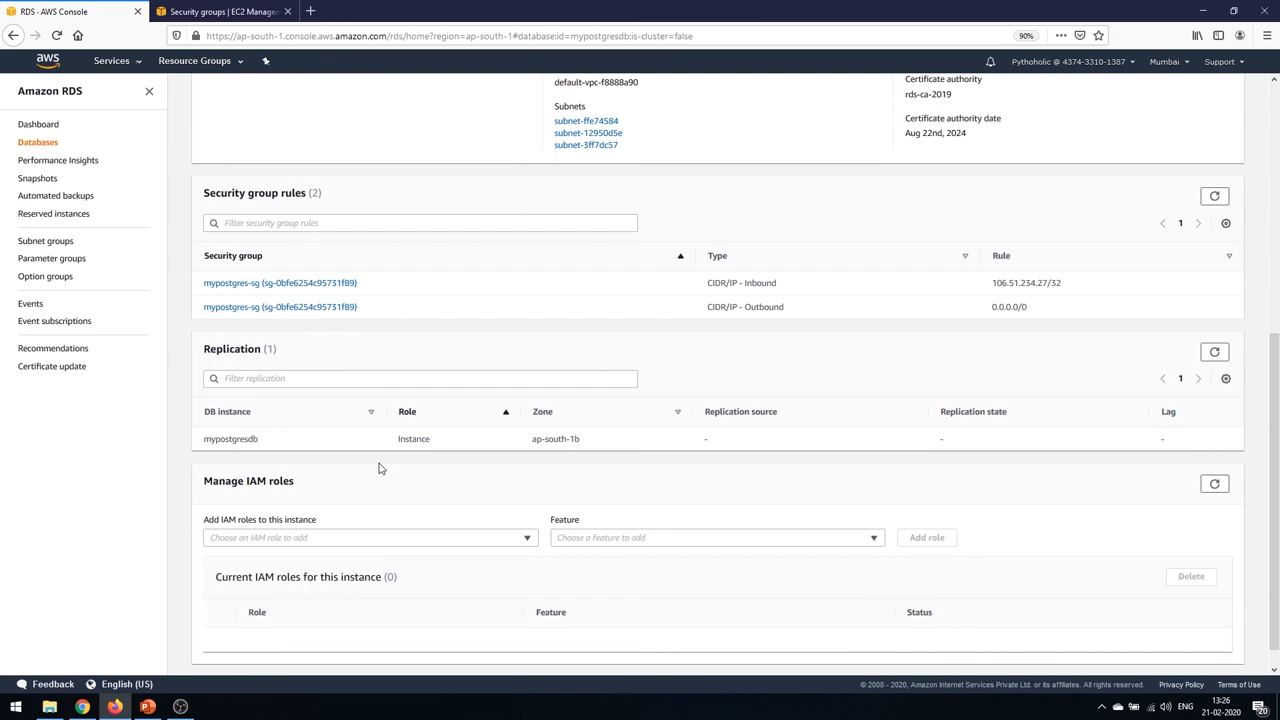 RDS - AWS Console
Security groups | EC2 Manager
https://ap-south-1.console.aws.amazon.com/rds/home?region=ap-south-1#database:id=mypostgresdb;is-cluster=false
90%
aws
Services
Resource Groups
Pythoholic @ 4374-3310-1387
Mumbai
Support
Amazon RDS
Dashboard
Databases
Performance Insights
Snapshots
Automated backups
Reserved instances
Subnet groups
Parameter groups
Option groups
Events
Event subscriptions
Recommendations
Certificate update
default-vpc-f8888a90
Subnets
subnet-ffe74584
subnet-12950d5e
subnet-3ff7dc57
Certificate authority
rds-ca-2019
Certificate authority date
Aug 22nd, 2024
Security group rules (2)
Filter security group rules
1
Security group
Type
Rule
mypostgres-sg (sg-0bfe6254c95731f89)
CIDR/IP - Inbound
106.51.234.27/32
mypostgres-sg (sg-0bfe6254c95731f89)
CIDR/IP - Outbound
0.0.0.0/0
Replication (1)
Filter replication
1
DB instance
Role
Zone
Replication source
Replication state
Lag
mypostgresdb
Instance
ap-south-1b
-
-
-
Manage IAM roles
Add IAM roles to this instance
Feature
Choose an IAM role to add
Choose a feature to add
Add role
Current IAM roles for this instance (0)
Delete
Role
Feature
Status
Feedback
English (US)
© 2008 - 2020, Amazon Internet Services Private Ltd. or its affiliates. All rights reserved.
Privacy Policy
Terms of Use
ENG
13:26
21-02-2020
20